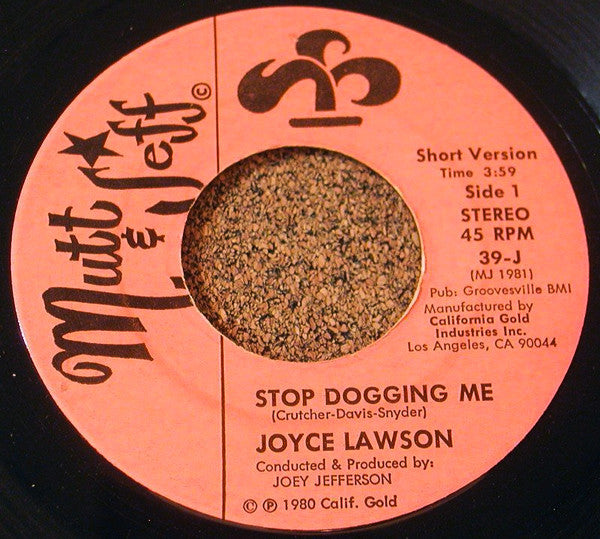 Mutt
&
Jeff ©
Short Version
Time 3:59
Side 1
STEREO
45 RPM
39-J
(MJ 1981)
Pub: Groovesville BMI
Manufactured by
California Gold
Industries Inc.
Los Angeles, CA 90044
STOP DOGGING ME
(Crutcher-Davis-Snyder)
JOYCE LAWSON
Conducted & Produced by:
JOEY JEFFERSON
© ℗ 1980 Calif. Gold